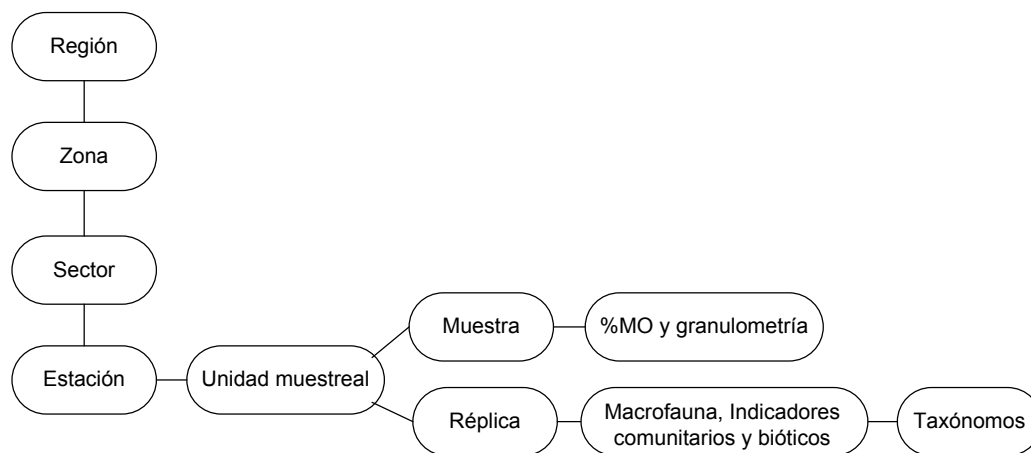 Región
Zona
Sector
Muestra
%MO y granulometría
Estación
Unidad muestreal
Réplica
Macrofauna, Indicadores
comunitarios y bióticos
Taxónomos